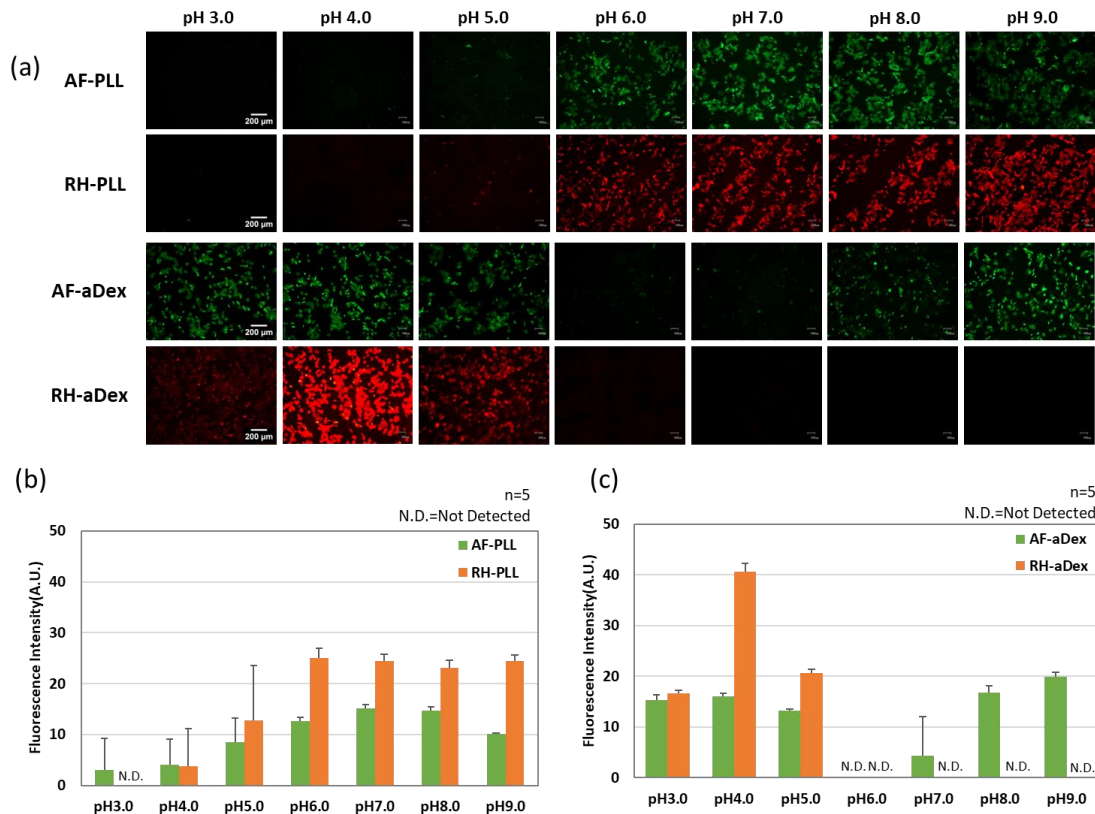 pH 3.0 pH 4.0 pH 5.0 pH 6.0 pH 7.0 pH 8.0 pH 9.0
(a)
AF-PLL
200 μm
RH-PLL
200 μm
AF-aDex
200 μm
RH-aDex
200 μm
(b)
n=5
N.D.=Not Detected
AF-PLL
RH-PLL
Fluorescence Intensity(A.U.)
50
40
30
20
10
0
N.D.
pH3.0 pH4.0 pH5.0 pH6.0 pH7.0 pH8.0 pH9.0
(c)
n=5
N.D.=Not Detected
AF-aDex
RH-aDex
Fluorescence Intensity(A.U.)
50
40
30
20
10
0
N.D. N.D. N.D. N.D. N.D.
pH3.0 pH4.0 pH5.0 pH6.0 pH7.0 pH8.0 pH9.0